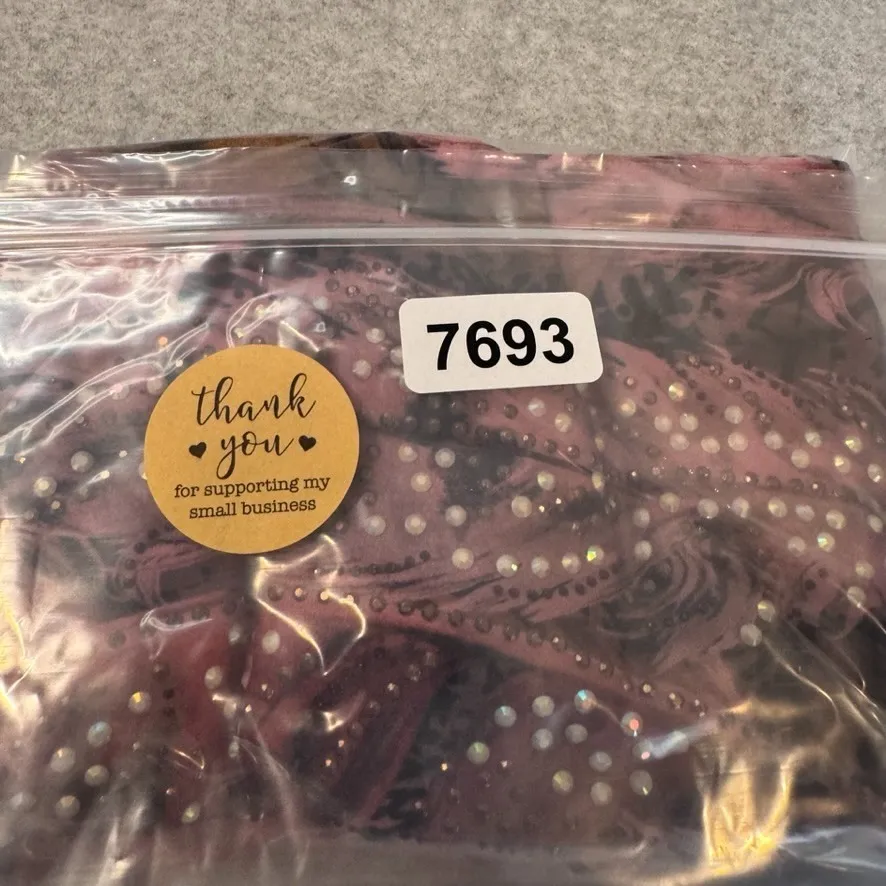 7693
thank
♥ you ♥
for supporting my
small business